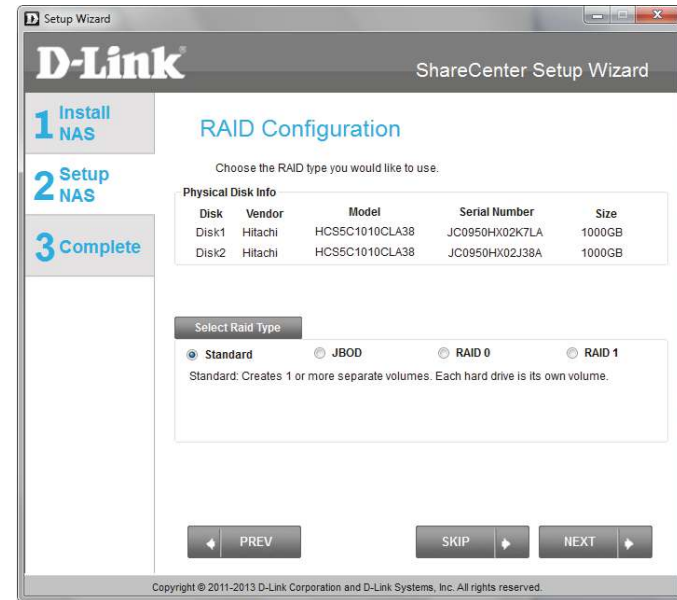 Setup Wizard
D-Link
ShareCenter Setup Wizard
1 Install NAS
2 Setup NAS
3 Complete
RAID Configuration
Choose the RAID type you would like to use.
Physical Disk Info
Disk Vendor Model Serial Number Size
Disk1 Hitachi HCS5C1010CLA38 JC0950HX02K7LA 1000GB
Disk2 Hitachi HCS5C1010CLA38 JC0950HX02J38A 1000GB
Select Raid Type
Standard JBOD RAID 0 RAID 1
Standard: Creates 1 or more separate volumes. Each hard drive is its own volume.
PREV SKIP NEXT
Copyright © 2011-2013 D-Link Corporation and D-Link Systems, Inc. All rights reserved.